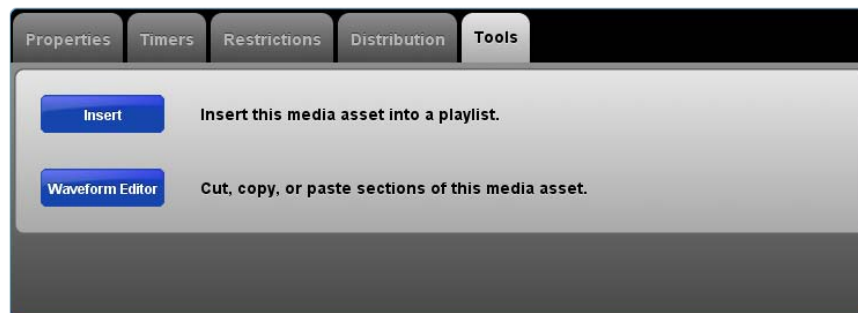 Properties Timers Restrictions Distribution Tools
Insert Insert this media asset into a playlist.
Waveform Editor Cut, copy, or paste sections of this media asset.